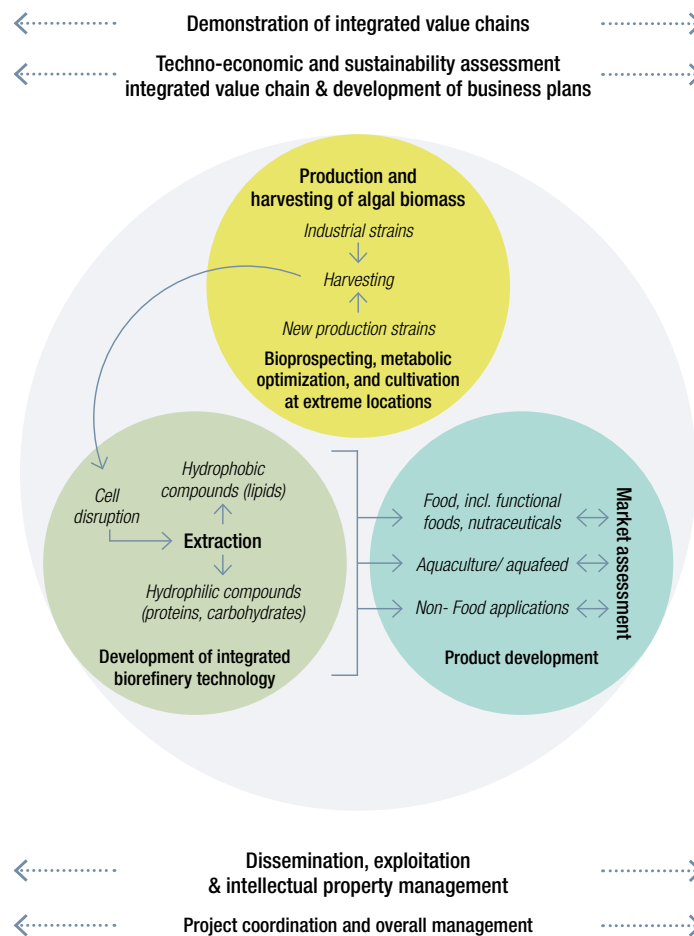 Demonstration of integrated value chains
Techno-economic and sustainability assessment
integrated value chain & development of business plans
Production and
harvesting of algal biomass
Industrial strains
Harvesting
New production strains
Bioprospecting, metabolic
optimization, and cultivation
at extreme locations
Hydrophobic
compounds (lipids)
Cell
disruption
Extraction
Hydrophilic compounds
(proteins, carbohydrates)
Development of integrated
biorefinery technology
Food, incl. functional
foods, nutraceuticals
Aquaculture/ aquafeed
Non- Food applications
Market assessment
Product development
Dissemination, exploitation
& intellectual property management
Project coordination and overall management